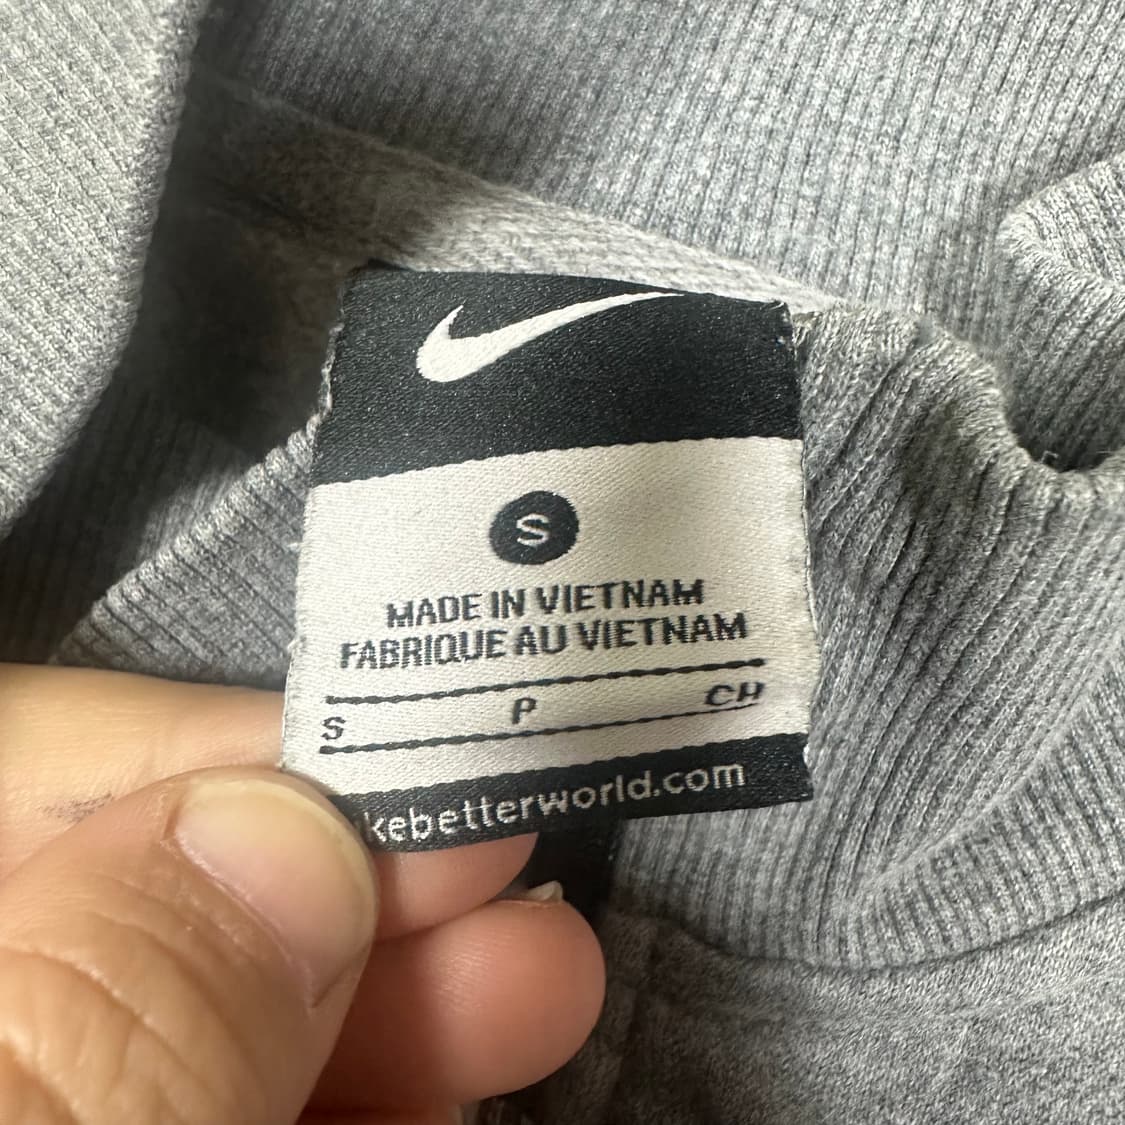 S
MADE IN VIETNAM
FABRIQUE AU VIETNAM
S P CH
kebetterworld.com